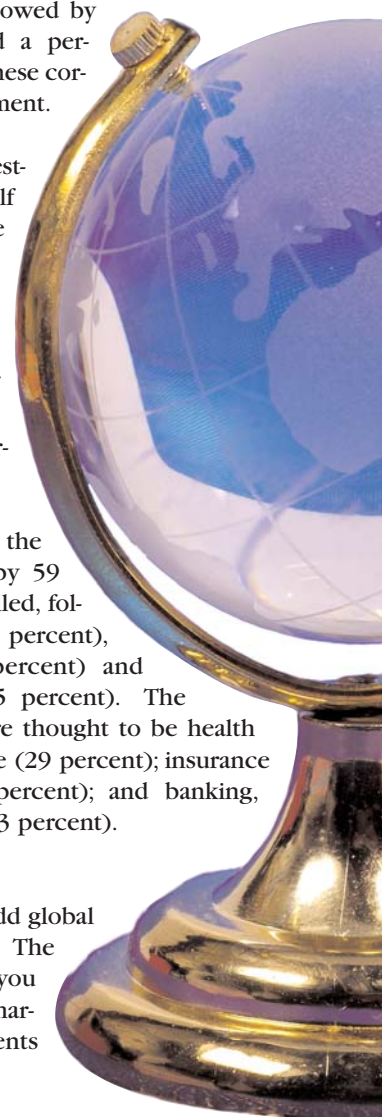 owed by
d a per-
hese cor-
ment.
est-
lf
e
r-
the
by 59
led, fol-
percent),
percent) and
5 percent). The
re thought to be health
e (29 percent); insurance
percent); and banking,
3 percent).
dd global
The
you
mar-
ents